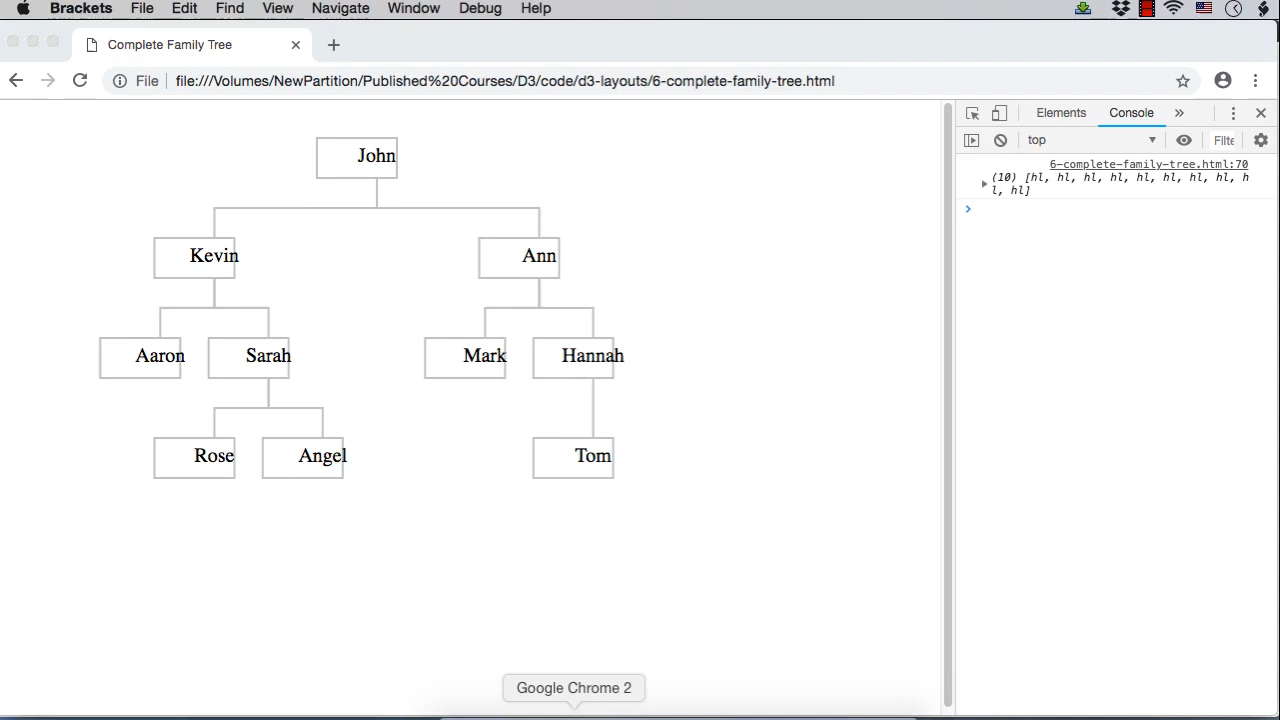 Brackets File Edit Find View Navigate Window Debug Help
Complete Family Tree
File file:///Volumes/NewPartition/Published%20Courses/D3/code/d3-layouts/6-complete-family-tree.html
Elements Console »
top Filte
6-complete-family-tree.html:70
(10) [hl, hl, hl, hl, hl, hl, hl, hl, h
l, hl]
John
Kevin Ann
Aaron Sarah Mark Hannah
Rose Angel Tom
Google Chrome 2